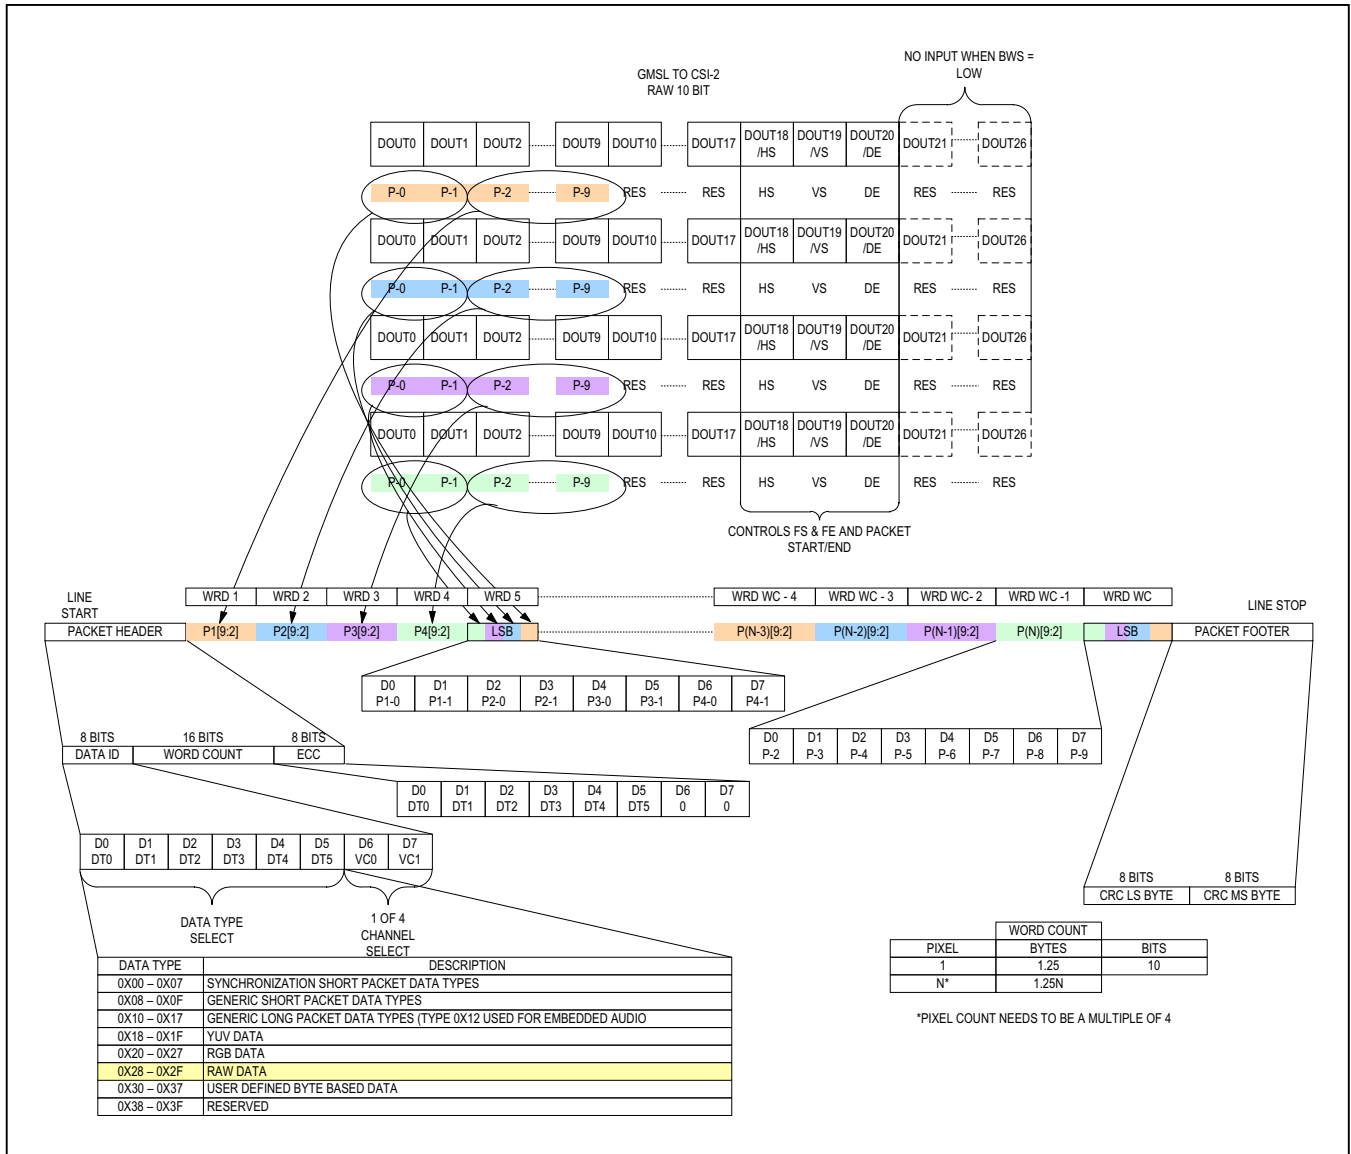 NO INPUT WHEN BWS =
LOW
GMSL TO CSI-2
RAW 10 BIT
DOUT0 DOUT1 DOUT2 DOUT9 DOUT10 DOUT17 DOUT18 /HS DOUT19 /VS DOUT20 /DE DOUT21 DOUT26
P-0 P-1 P-2 P-9 RES RES HS VS DE RES RES
DOUT0 DOUT1 DOUT2 DOUT9 DOUT10 DOUT17 DOUT18 /HS DOUT19 /VS DOUT20 /DE DOUT21 DOUT26
P-0 P-1 P-2 P-9 RES RES HS VS DE RES RES
DOUT0 DOUT1 DOUT2 DOUT9 DOUT10 DOUT17 DOUT18 /HS DOUT19 /VS DOUT20 /DE DOUT21 DOUT26
P-0 P-1 P-2 P-9 RES RES HS VS DE RES RES
DOUT0 DOUT1 DOUT2 DOUT9 DOUT10 DOUT17 DOUT18 /HS DOUT19 /VS DOUT20 /DE DOUT21 DOUT26
P-0 P-1 P-2 P-9 RES RES HS VS DE RES RES
CONTROLS FS & FE AND PACKET
START/END
LINE
START
WRD 1 WRD 2 WRD 3 WRD 4 WRD 5 WRD WC - 4 WRD WC - 3 WRD WC- 2 WRD WC -1 WRD WC
LINE STOP
PACKET HEADER P1[9:2] P2[9:2] P3[9:2] P4[9:2] LSB P(N-3)[9:2] P(N-2)[9:2] P(N-1)[9:2] P(N)[9:2] LSB PACKET FOOTER
D0 D1 D2 D3 D4 D5 D6 D7
P1-0 P1-1 P2-0 P2-1 P3-0 P3-1 P4-0 P4-1
D0 D1 D2 D3 D4 D5 D6 D7
P-2 P-3 P-4 P-5 P-6 P-7 P-8 P-9
8 BITS 16 BITS 8 BITS
DATA ID WORD COUNT ECC
D0 D1 D2 D3 D4 D5 D6 D7
DT0 DT1 DT2 DT3 DT4 DT5 0 0
D0 D1 D2 D3 D4 D5 D6 D7
DT0 DT1 DT2 DT3 DT4 DT5 VC0 VC1
DATA TYPE
SELECT
1 OF 4
CHANNEL
SELECT
8 BITS 8 BITS
CRC LS BYTE CRC MS BYTE
DATA TYPE DESCRIPTION
0X00 – 0X07 SYNCHRONIZATION SHORT PACKET DATA TYPES
0X08 – 0X0F GENERIC SHORT PACKET DATA TYPES
0X10 – 0X17 GENERIC LONG PACKET DATA TYPES (TYPE 0X12 USED FOR EMBEDDED AUDIO
0X18 – 0X1F YUV DATA
0X20 – 0X27 RGB DATA
0X28 – 0X2F RAW DATA
0X30 – 0X37 USER DEFINED BYTE BASED DATA
0X38 – 0X3F RESERVED
WORD COUNT
PIXEL BYTES BITS
1 1.25 10
N* 1.25N
*PIXEL COUNT NEEDS TO BE A MULTIPLE OF 4